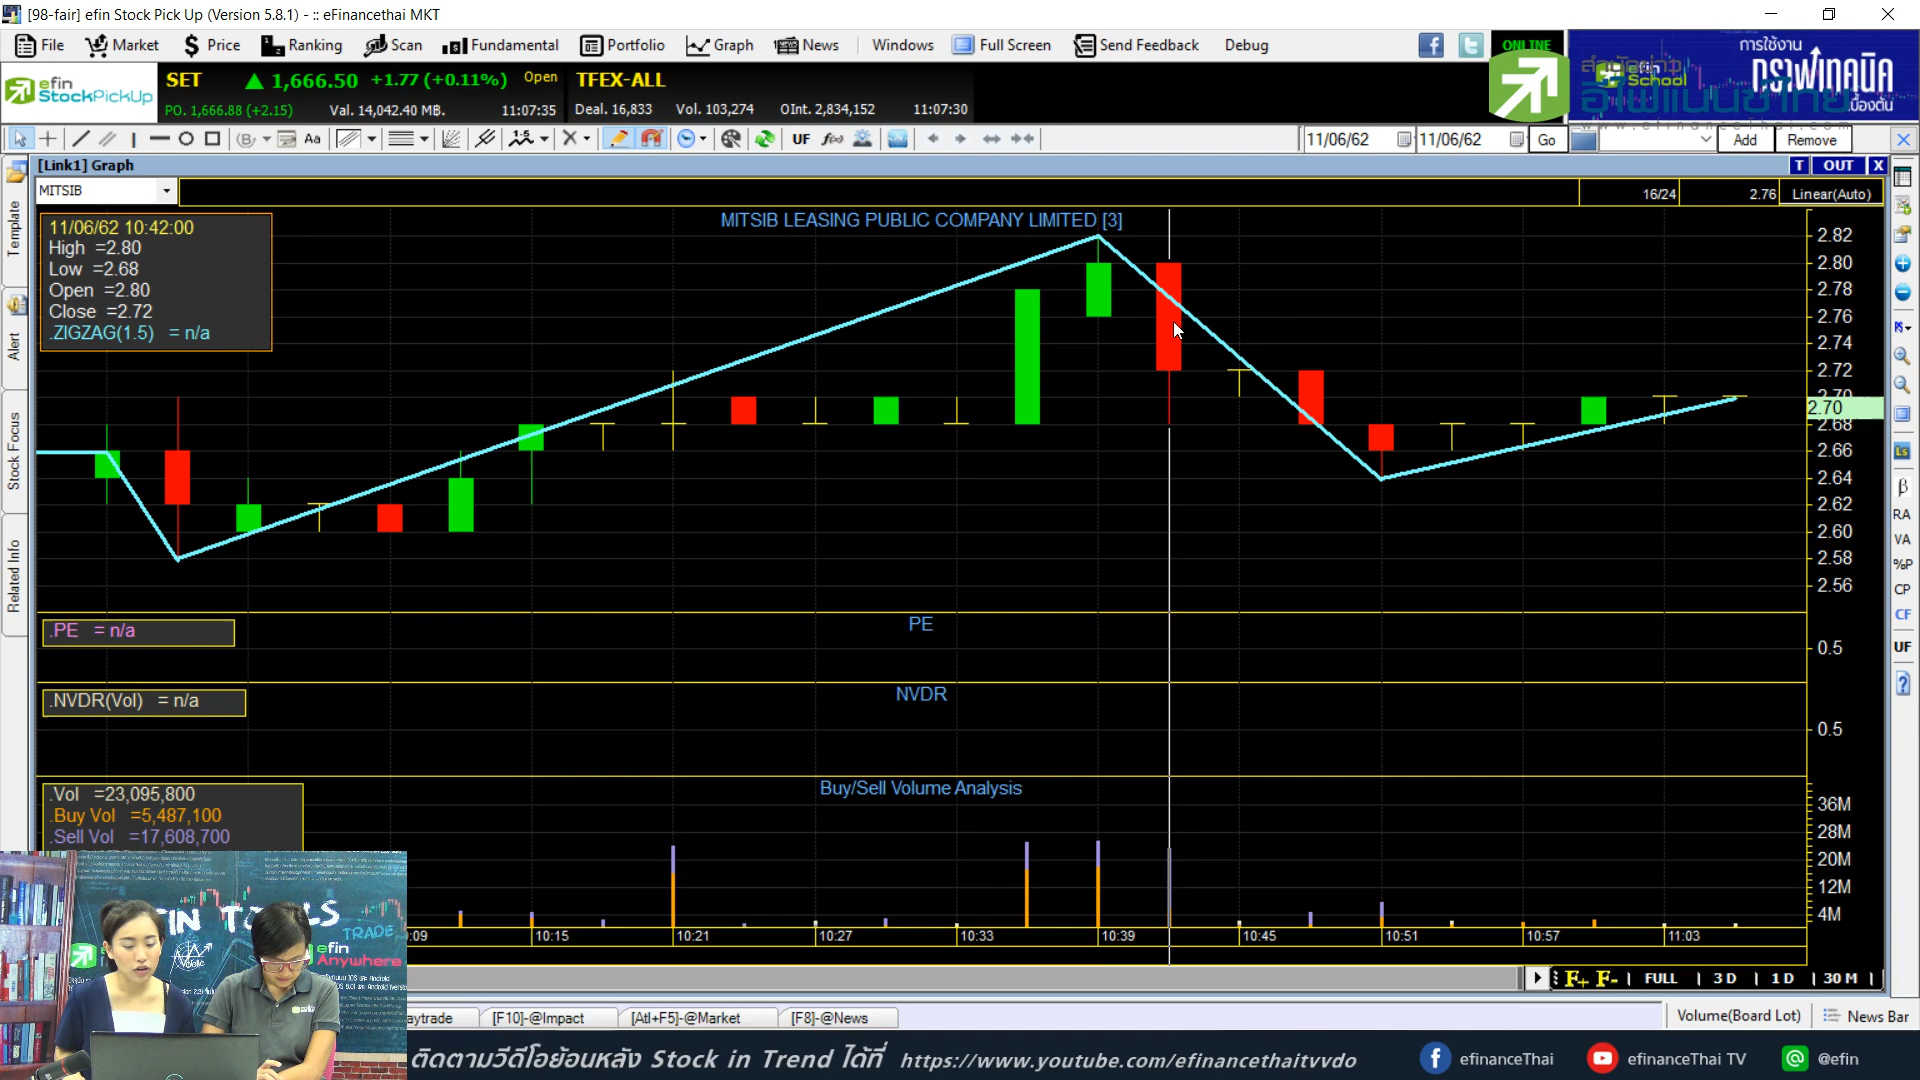 [98-fair] efin Stock Pick Up (Version 5.8.1) - :: eFinancethai MKT
File Market Price Ranking Scan Fundamental Portfolio Graph News Windows Full Screen Send Feedback Debug
ONLINE
การใช้งาน
กราฟเทคนิค
เบื้องต้น
efin School
www.efinancethai.com
efin StockPickUp
SET 1,666.50 +1.77 (+0.11%) Open TFEX-ALL
PO. 1,666.88 (+2.15) Val. 14,042.40 MB. 11:07:35 Deal. 16,833 Vol. 103,274 OInt. 2,834,152 11:07:30
Aa UF f(x) 11/06/62 11/06/62 Go Add Remove
[Link1] Graph T OUT X
MITSIB 16/24 2.76 Linear(Auto)
MITSIB LEASING PUBLIC COMPANY LIMITED [3]
11/06/62 10:42:00
High =2.80
Low =2.68
Open =2.80
Close =2.72
.ZIGZAG(1.5) = n/a
2.82
2.80
2.78
2.76
2.74
2.72
2.70
2.70
2.68
2.66
2.64
2.62
2.60
2.58
2.56
Template
Alert
Stock Focus
Related Info
Ls
β
RA
VA
%P
CP
CF
UF
.PE = n/a
PE
0.5
.NVDR(Vol) = n/a
NVDR
0.5
Buy/Sell Volume Analysis
.Vol =23,095,800
.Buy Vol =5,487,100
.Sell Vol =17,608,700
36M
28M
20M
12M
4M
:09 10:15 10:21 10:27 10:33 10:39 10:45 10:51 10:57 11:03
F+ F- | FULL | 3 D | 1 D | 30 M |
aytrade [F10]-@Impact [Atl+F5]-@Market [F8]-@News Volume(Board Lot) News Bar
TRADE
efin
Anywhere
ติดตามวีดีโอย้อนหลัง Stock in Trend ได้ที่ https://www.youtube.com/efinancethaitvvdo
efinanceThai efinanceThai TV @efin